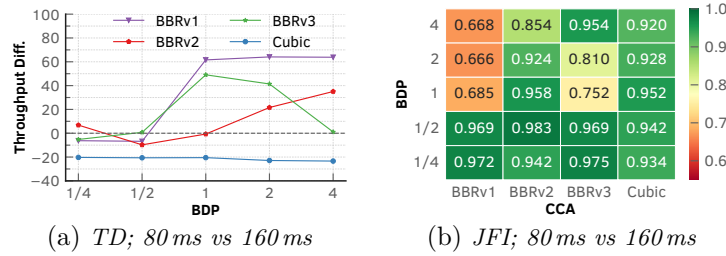 100
80
60
40
20
0
−20
−40
Throughput Diff.
BBRv1
BBRv3
BBRv2
Cubic
1/4 1/2 1 2 4
BDP
(a) TD; 80 ms vs 160 ms
BDP
4 0.668 0.854 0.954 0.920
2 0.666 0.924 0.810 0.928
1 0.685 0.958 0.752 0.952
1/2 0.969 0.983 0.969 0.942
1/4 0.972 0.942 0.975 0.934
BBRv1 BBRv2 BBRv3 Cubic
CCA
1.0
0.9
0.8
0.7
0.6
(b) JFI; 80 ms vs 160 ms